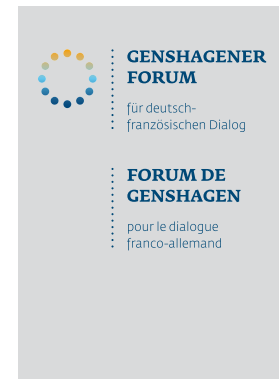 GENSHAGENER
FORUM
für deutsch-
französischen Dialog
FORUM DE
GENSHAGEN
pour le dialogue
franco-allemand